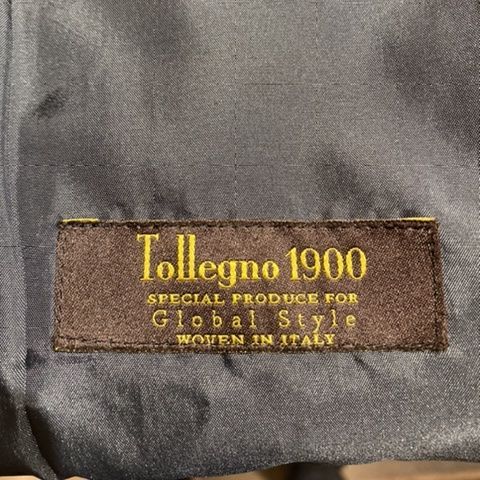 Tollegno 1900
SPECIAL PRODUCE FOR
Global Style
WOVEN IN ITALY